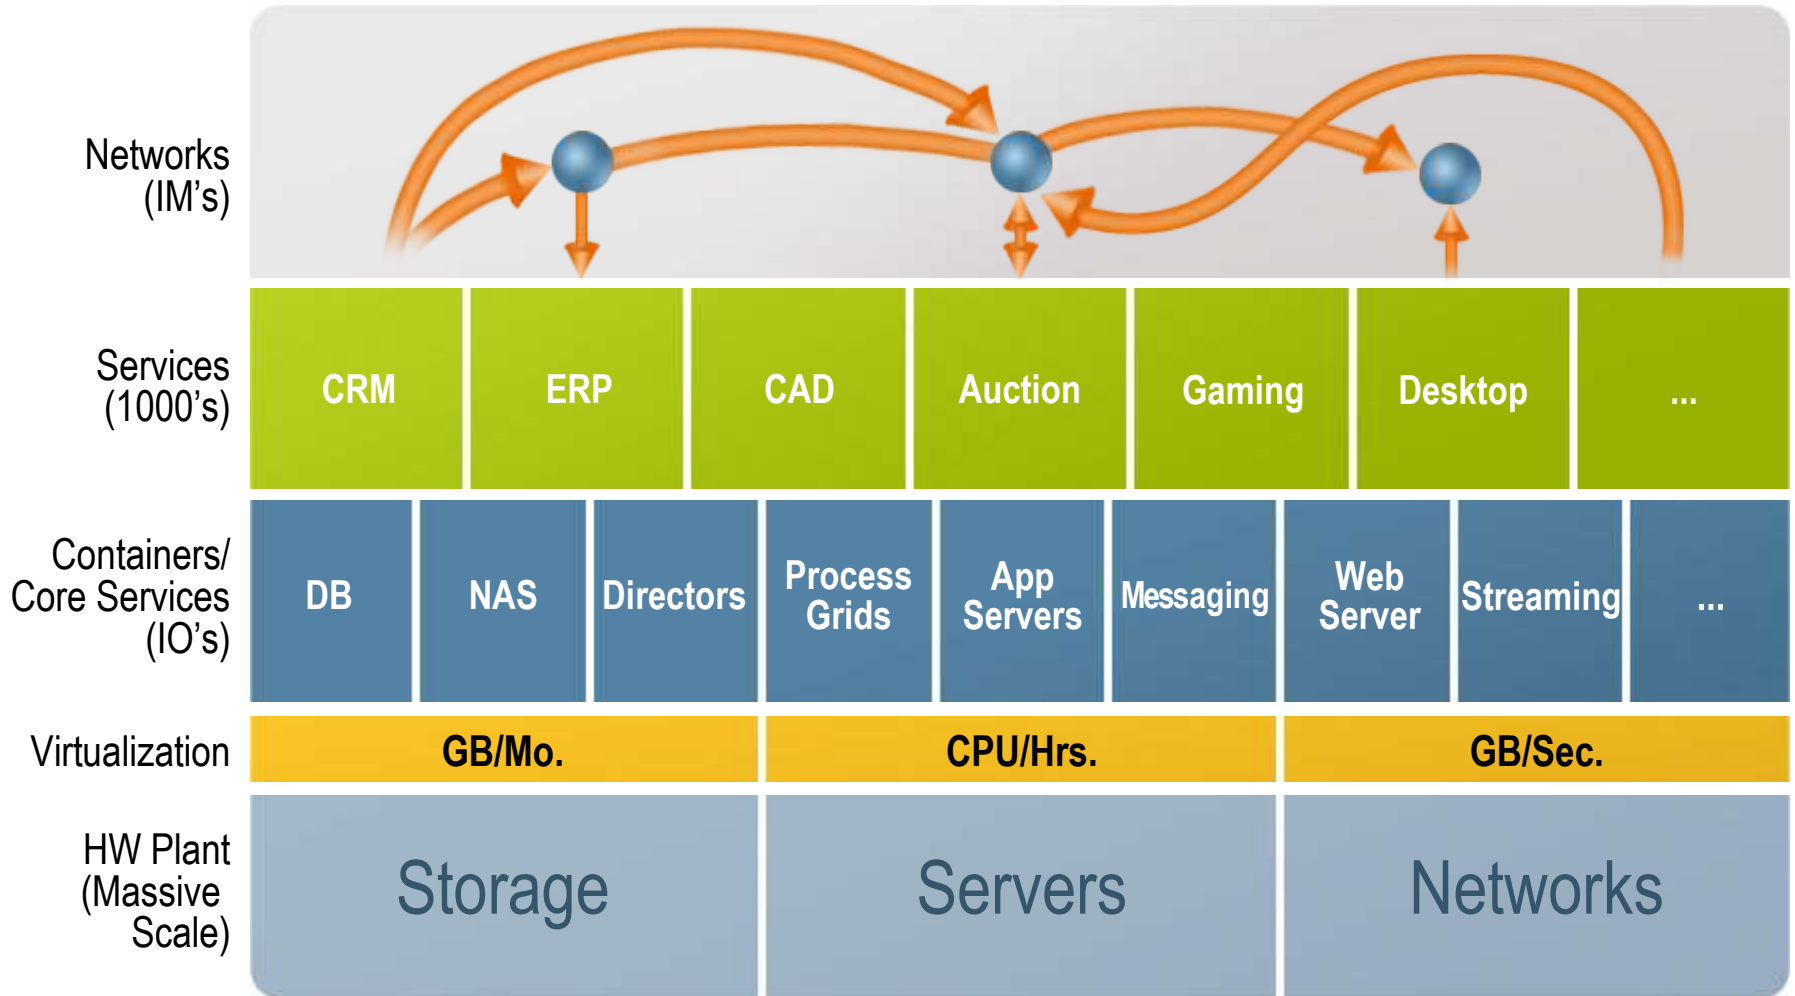 Networks
(IM's)
Services
(1000's)
CRM
ERP
CAD
Auction
Gaming
Desktop
...
Containers/
Core Services
(IO's)
DB
NAS
Directors
Process
Grids
App
Servers
Messaging
Web
Server
Streaming
...
Virtualization
GB/Mo.
CPU/Hrs.
GB/Sec.
HW Plant
(Massive
Scale)
Storage
Servers
Networks